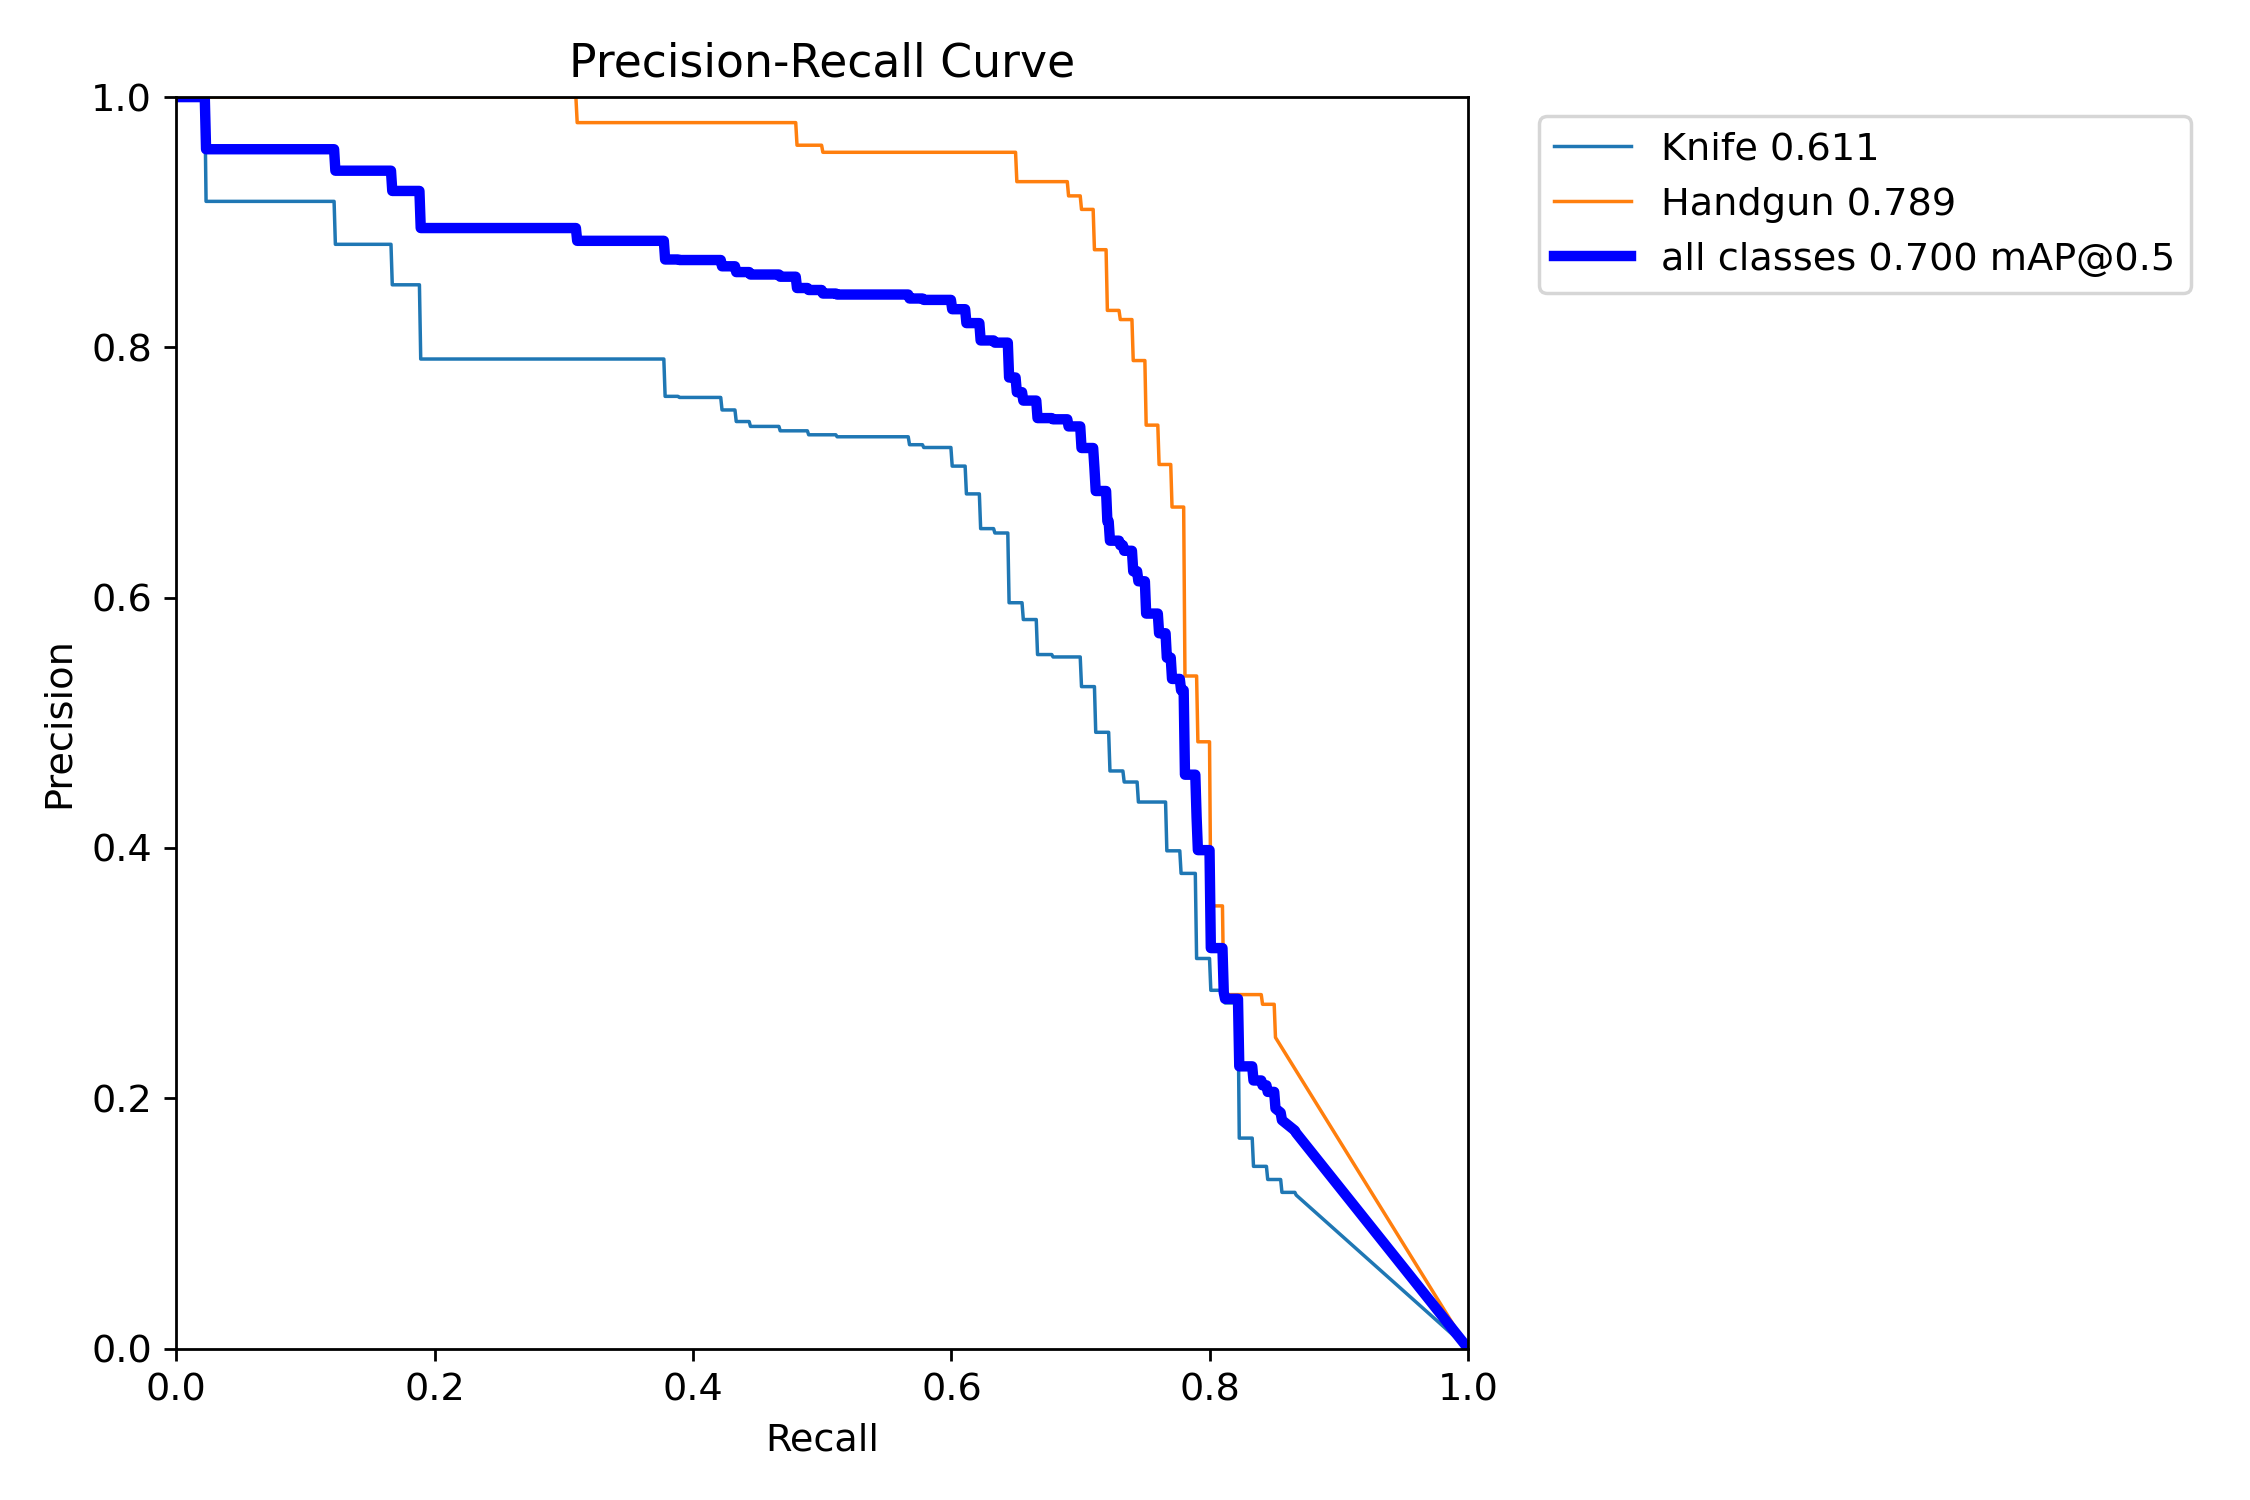 Precision-Recall Curve
1.0
0.8
0.6
0.4
0.2
0.0
Precision
0.0 0.2 0.4 0.6 0.8 1.0
Recall
Knife 0.611
Handgun 0.789
all classes 0.700 mAP@0.5